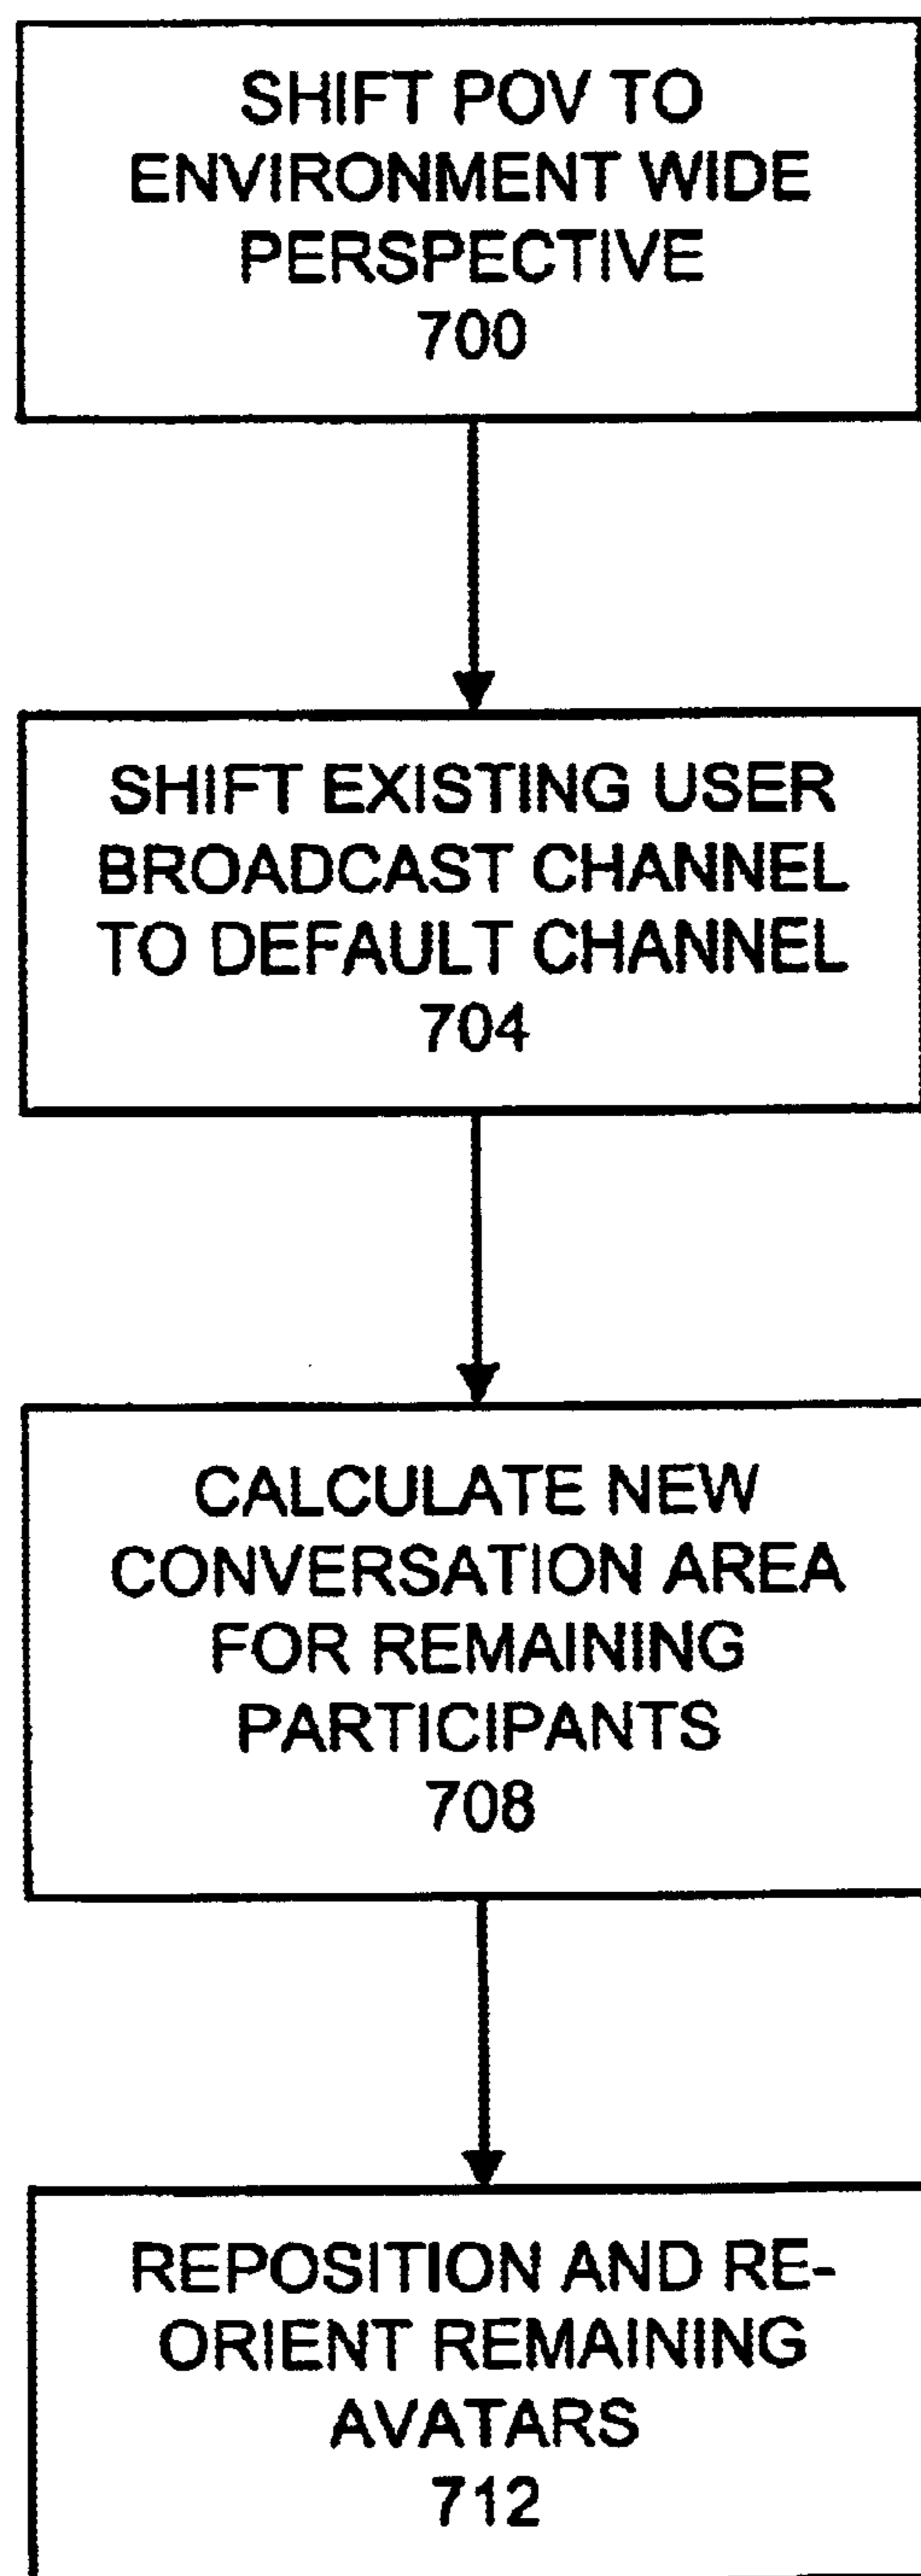 SHIFT POV TO
ENVIRONMENT WIDE
PERSPECTIVE
700
SHIFT EXISTING USER
BROADCAST CHANNEL
TO DEFAULT CHANNEL
704
CALCULATE NEW
CONVERSATION AREA
FOR REMAINING
PARTICIPANTS
708
REPOSITION AND RE-
ORIENT REMAINING
AVATARS
712